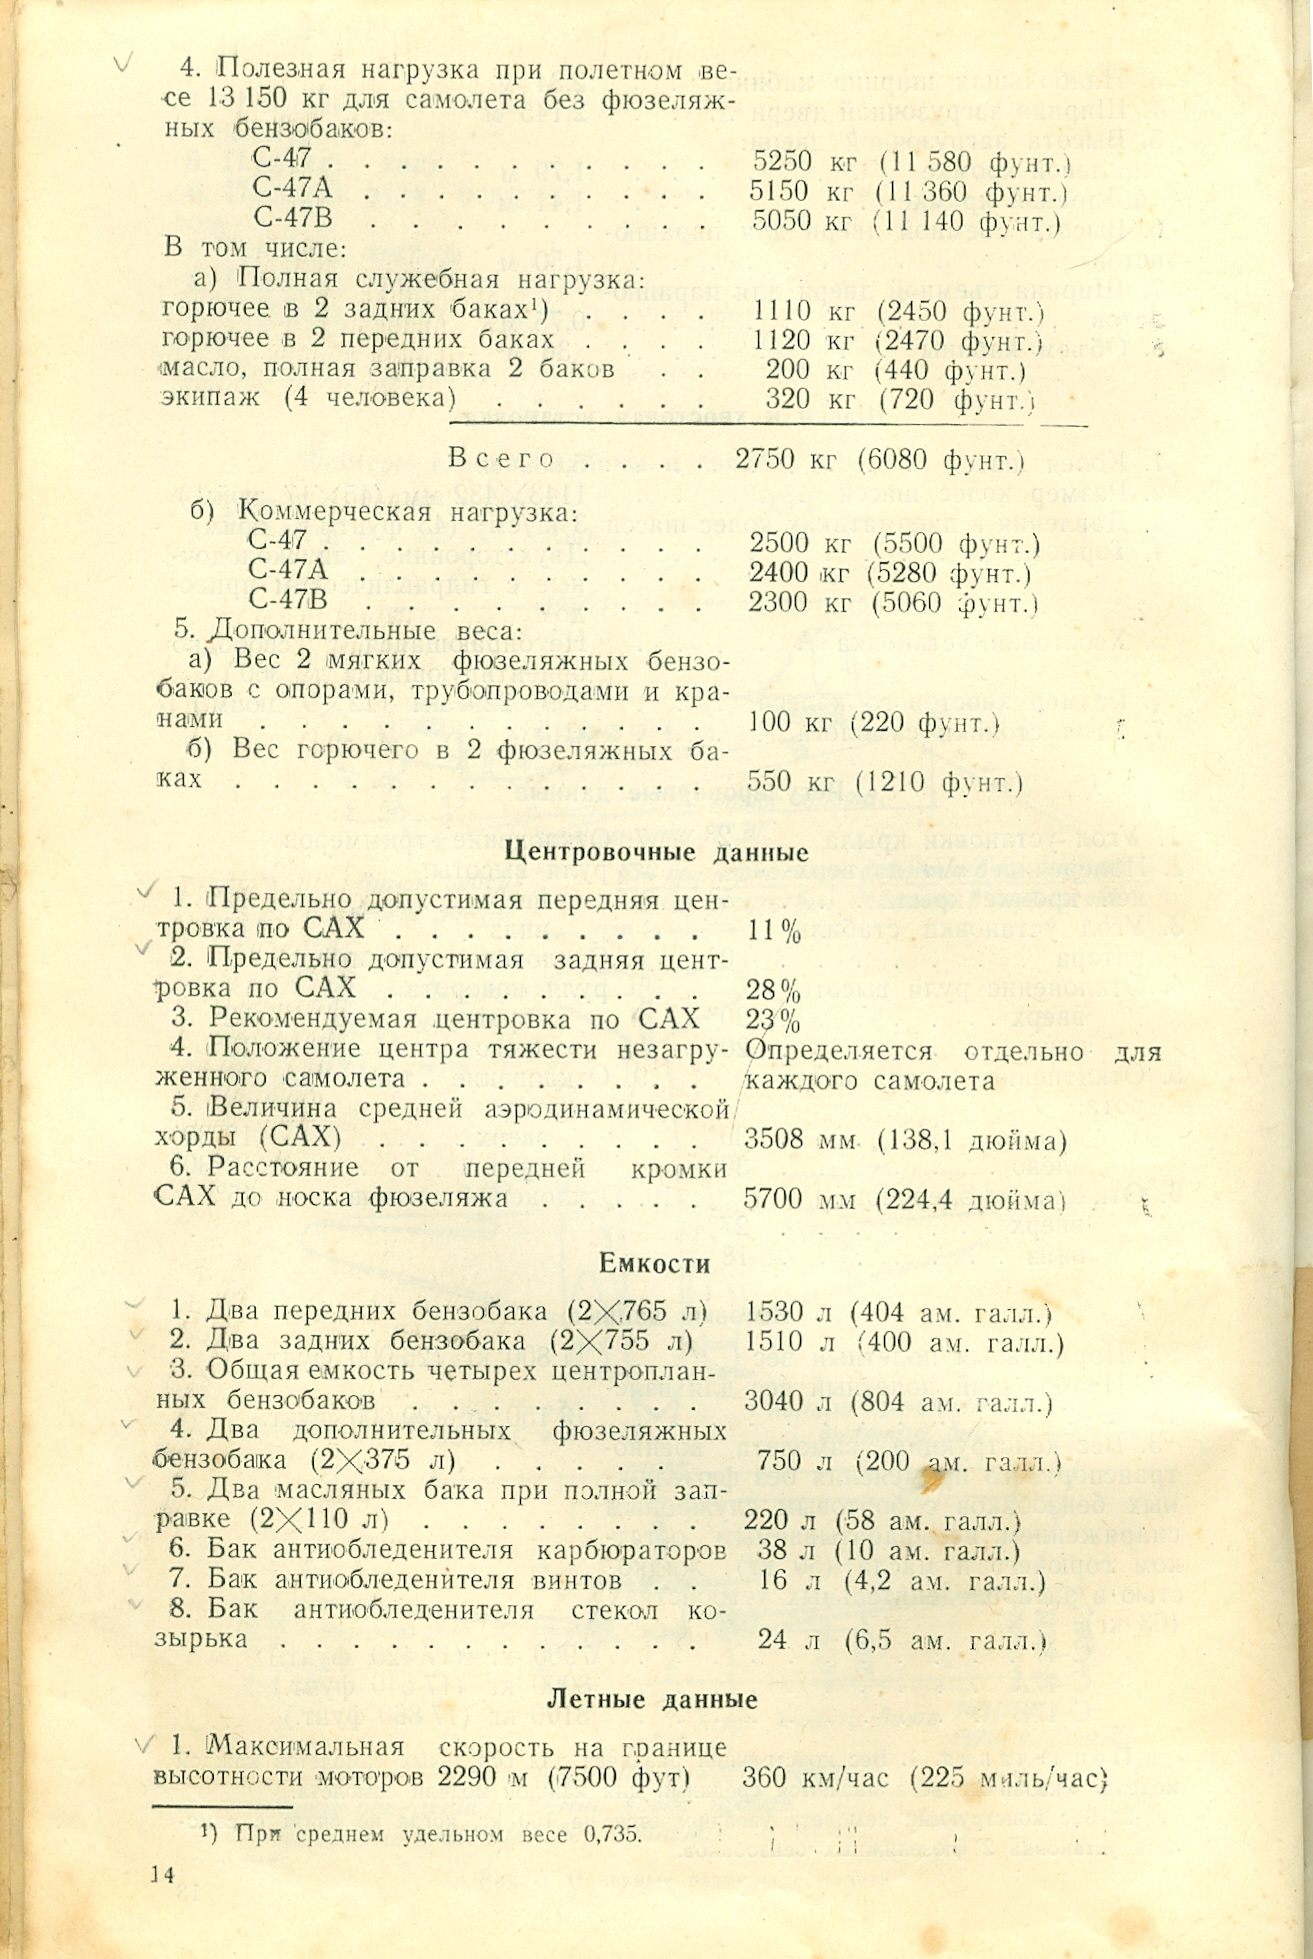 4. Полезная нагрузка при полетном ве-
се 13 150 кг для самолета без фюзеляж-
ных бензобаков:
С-47 . . . . . . . . . . . 5250 кг (11 580 фунт.)
С-47А . . . . . . . . . . 5150 кг (11 360 фунт.)
С-47В . . . . . . . . . . 5050 кг (11 140 фунт.)
В том числе:
а) Полная служебная нагрузка:
горючее в 2 задних баках¹) . . . . 1110 кг (2450 фунт.)
горючее в 2 передних баках . . . . 1120 кг (2470 фунт.)
масло, полная заправка 2 баков . . 200 кг (440 фунт.)
экипаж (4 человека) . . . . . . 320 кг (720 фунт.)
Всего . . . . 2750 кг (6080 фунт.)
б) Коммерческая нагрузка:
С-47 . . . . . . . . . . . 2500 кг (5500 фунт.)
С-47А . . . . . . . . . . 2400 кг (5280 фунт.)
С-47В . . . . . . . . . . 2300 кг (5060 фунт.)
5. Дополнительные веса:
а) Вес 2 мягких фюзеляжных бензо-
баков с опорами, трубопроводами и кра-
нами . . . . . . . . . . . . 100 кг (220 фунт.)
б) Вес горючего в 2 фюзеляжных ба-
ках . . . . . . . . . . . . . 550 кг (1210 фунт.)
Центровочные данные
1. Предельно допустимая передняя цен-
тровка по САХ . . . . . . . . . 11%
2. Предельно допустимая задняя цент-
ровка по САХ . . . . . . . . . 28%
3. Рекомендуемая центровка по САХ 23%
4. Положение центра тяжести незагру- Определяется отдельно для
женного самолета . . . . . . . . каждого самолета
5. Величина средней аэродинамической
хорды (САХ) . . . . . . . . . 3508 мм (138,1 дюйма)
6. Расстояние от передней кромки
САХ до носка фюзеляжа . . . . . 5700 мм (224,4 дюйма)
Емкости
1. Два передних бензобака (2×765 л) 1530 л (404 ам. галл.)
2. Два задних бензобака (2×755 л) 1510 л (400 ам. галл.)
3. Общая емкость четырех центроплан-
ных бензобаков . . . . . . . . 3040 л (804 ам. галл.)
4. Два дополнительных фюзеляжных
бензобака (2×375 л) . . . . . 750 л (200 ам. галл.)
5. Два масляных бака при полной зап-
равке (2×110 л) . . . . . . . . 220 л (58 ам. галл.)
6. Бак антиобледенителя карбюраторов 38 л (10 ам. галл.)
7. Бак антиобледенителя винтов . . 16 л (4,2 ам. галл.)
8. Бак антиобледенителя стекол ко-
зырька . . . . . . . . . . . . 24 л (6,5 ам. галл.)
Летные данные
1. Максимальная скорость на границе
высотности моторов 2290 м (7500 фут) 360 км/час (225 миль/час)
¹) При среднем удельном весе 0,735.
14